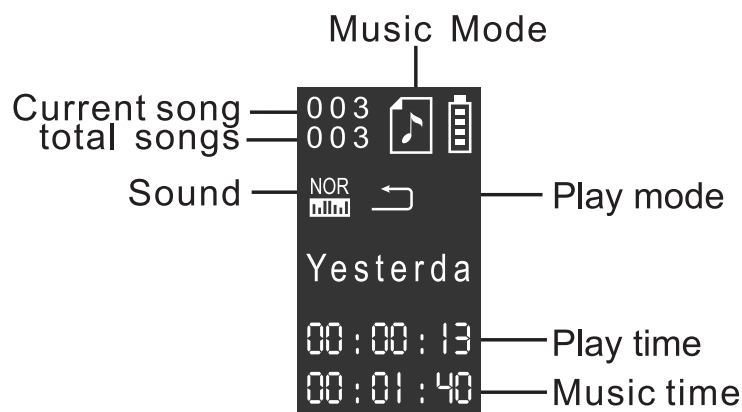 Music Mode
Current song 003
total songs 003
Sound NOR Play mode
Yesterda
00:00:13 Play time
00:01:40 Music time